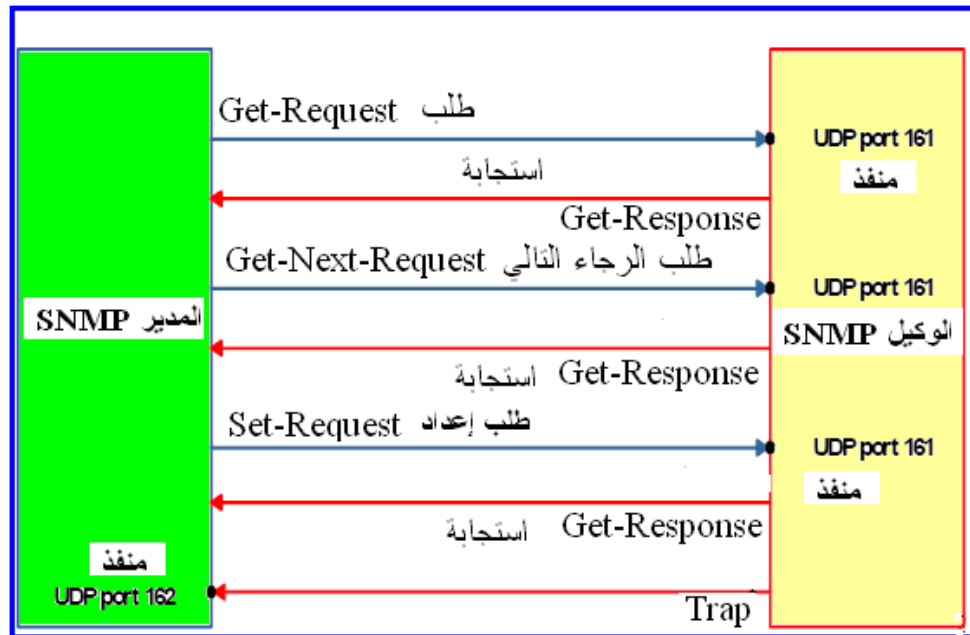 Get-Request طلب
UDP port 161
منفذ
استجابة
Get-Response
Get-Next-Request طلب الرجاء التالي
UDP port 161
المدير SNMP
الوكيل SNMP
استجابة Get-Response
Set-Request طلب إعداد
UDP port 161
منفذ
استجابة Get-Response
منفذ
UDP port 162
Trap